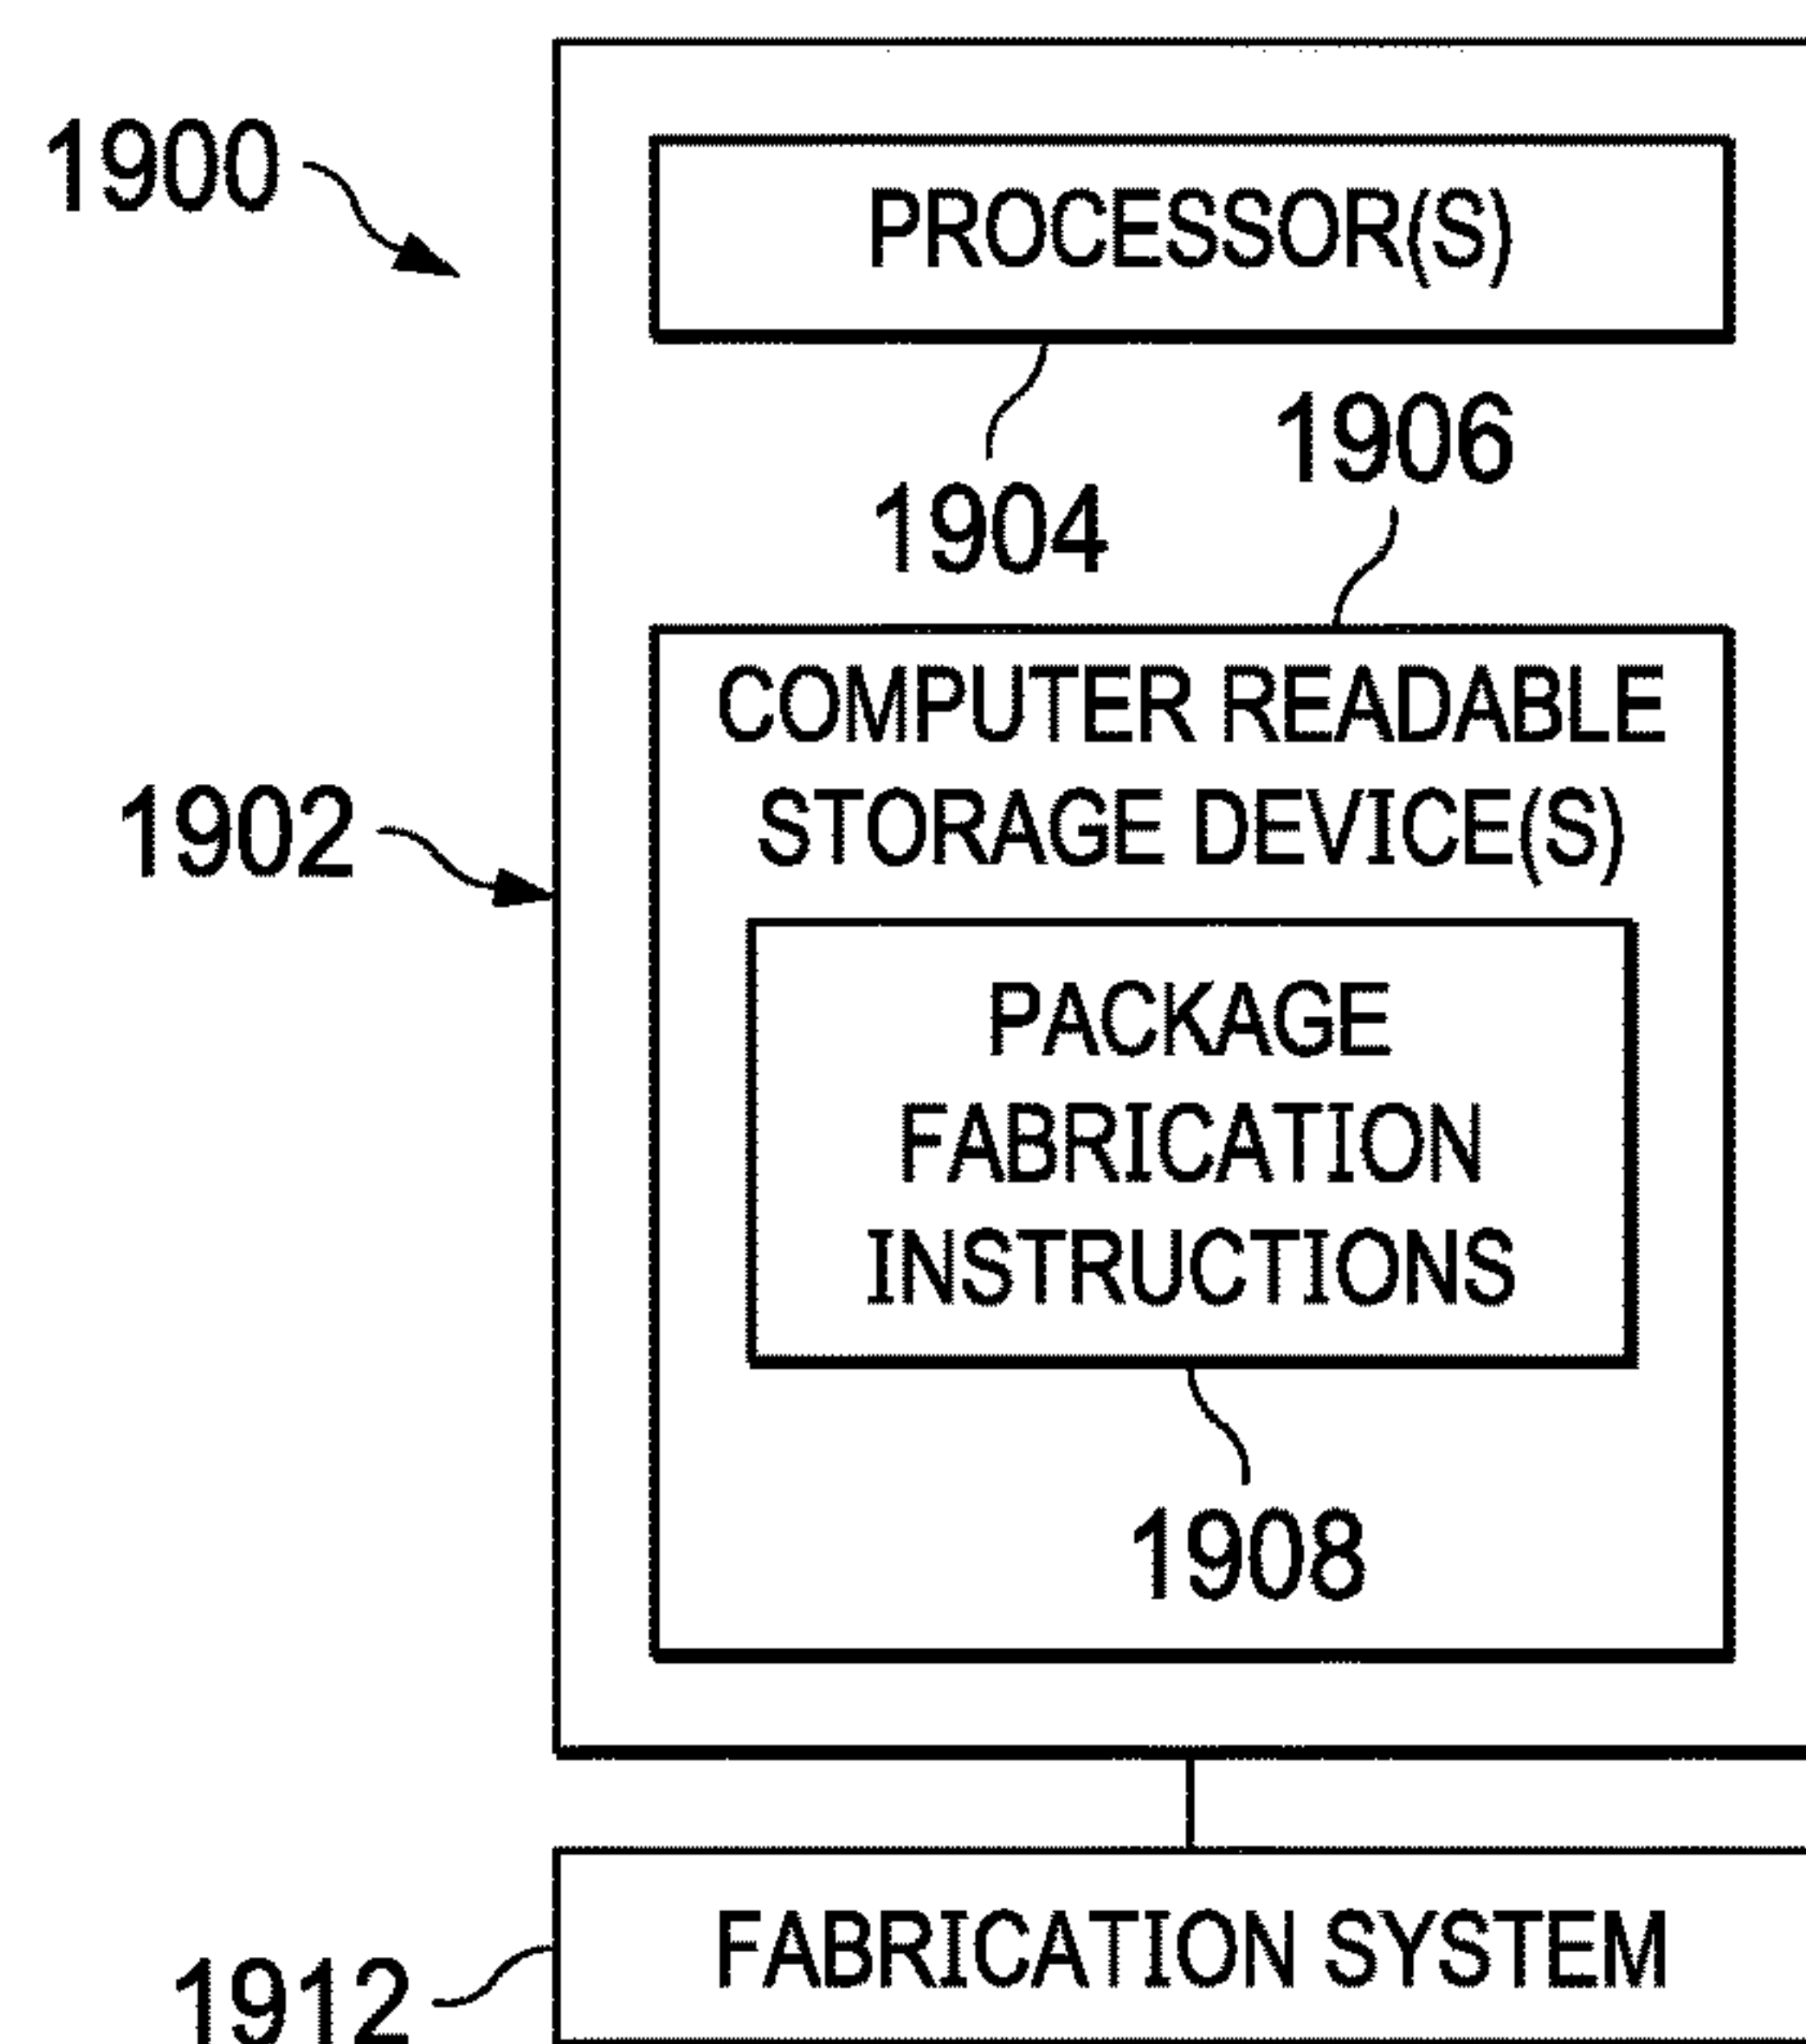 1900
PROCESSOR(S)
1906
1904
COMPUTER READABLE
STORAGE DEVICE(S)
1902
PACKAGE
FABRICATION
INSTRUCTIONS
1908
FABRICATION SYSTEM
1912